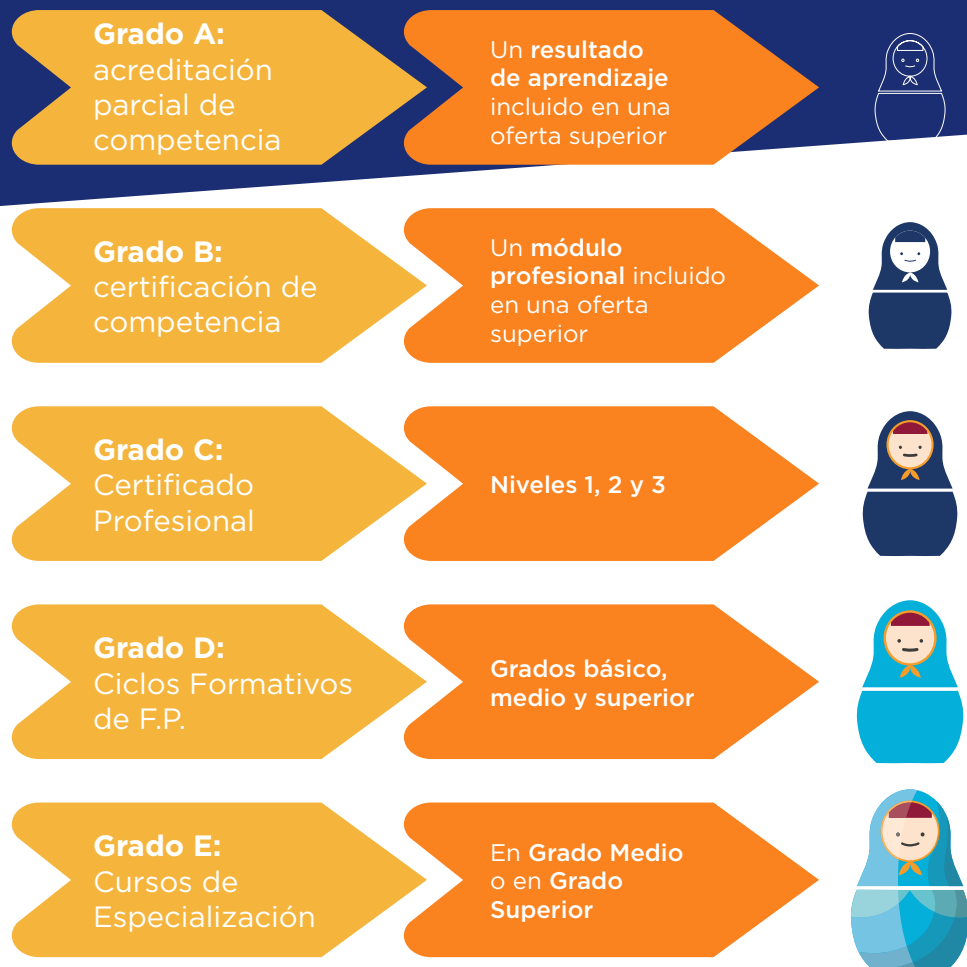 Grado A:
acreditación
parcial de
competencia
Un resultado
de aprendizaje
incluido en una
oferta superior
Grado B:
certificación de
competencia
Un módulo
profesional incluido
en una oferta
superior
Grado C:
Certificado
Profesional
Niveles 1, 2 y 3
Grado D:
Ciclos Formativos
de F.P.
Grados básico,
medio y superior
Grado E:
Cursos de
Especialización
En Grado Medio
o en Grado
Superior